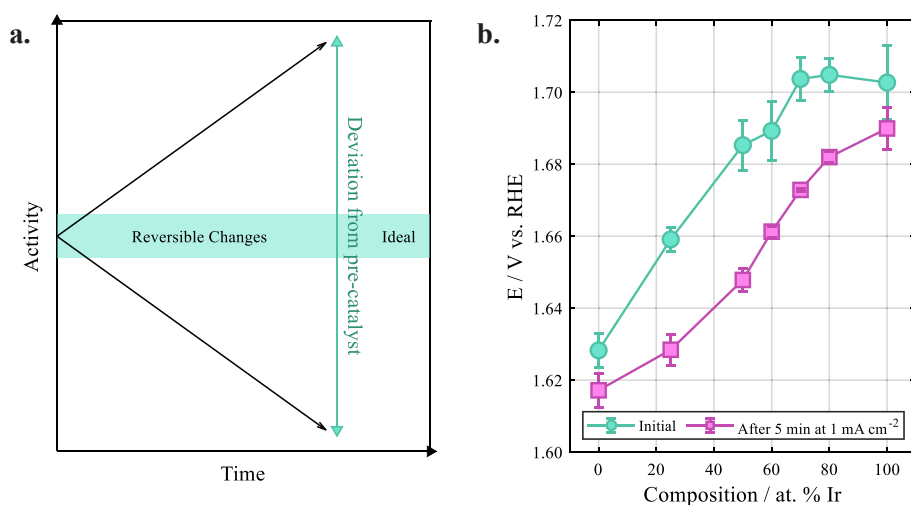 a.
Activity
Reversible Changes
Ideal
Deviation from pre-catalyst
Time
b.
E / V vs. RHE
1.72
1.70
1.68
1.66
1.64
1.62
1.60
Initial
After 5 min at 1 mA cm⁻²
0
20
40
60
80
100
Composition / at. % Ir